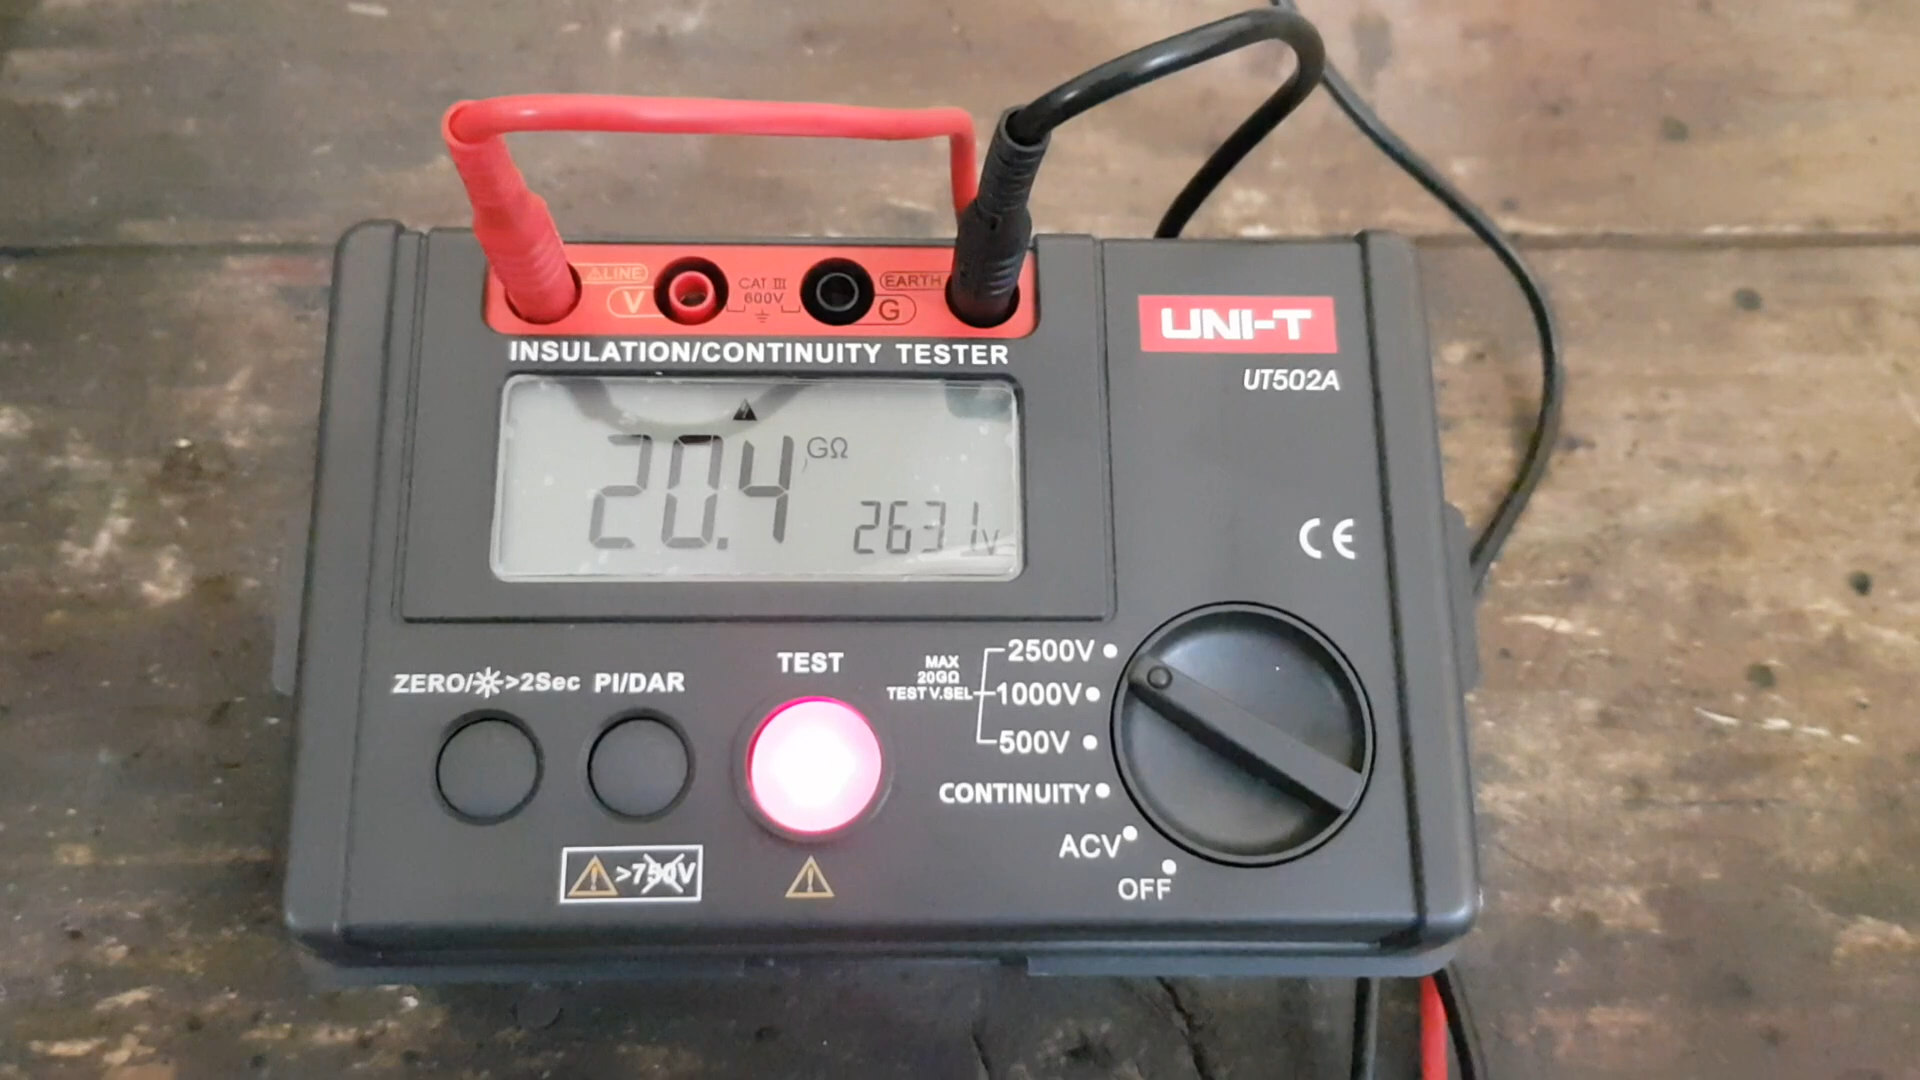 LINE
V
CAT III
600V
EARTH
G
INSULATION/CONTINUITY TESTER
UNI-T
UT502A
20.4 GΩ
2631v
CE
ZERO/ >2Sec
PI/DAR
TEST
MAX
20GΩ
TEST V.SEL
2500V
1000V
500V
CONTINUITY
ACV
OFF
>750V